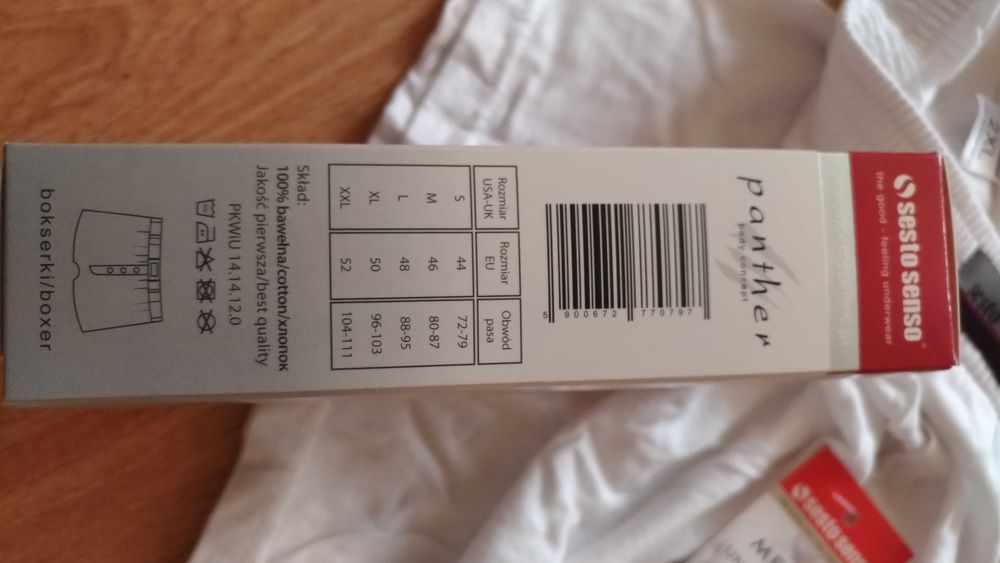 sesto senso®
the good - feeling underwear
panther
body concept
5 900672 770797
Rozmiar USA-UK Rozmiar EU Obwód pasa
S 44 72-79
M 46 80-87
L 48 88-95
XL 50 96-103
XXL 52 104-111
Skład:
100% bawełna/cotton/хлопок
Jakość pierwsza/best quality
PKWiU 14.14.12.0
bokserki/boxer
XXL
sesto sen